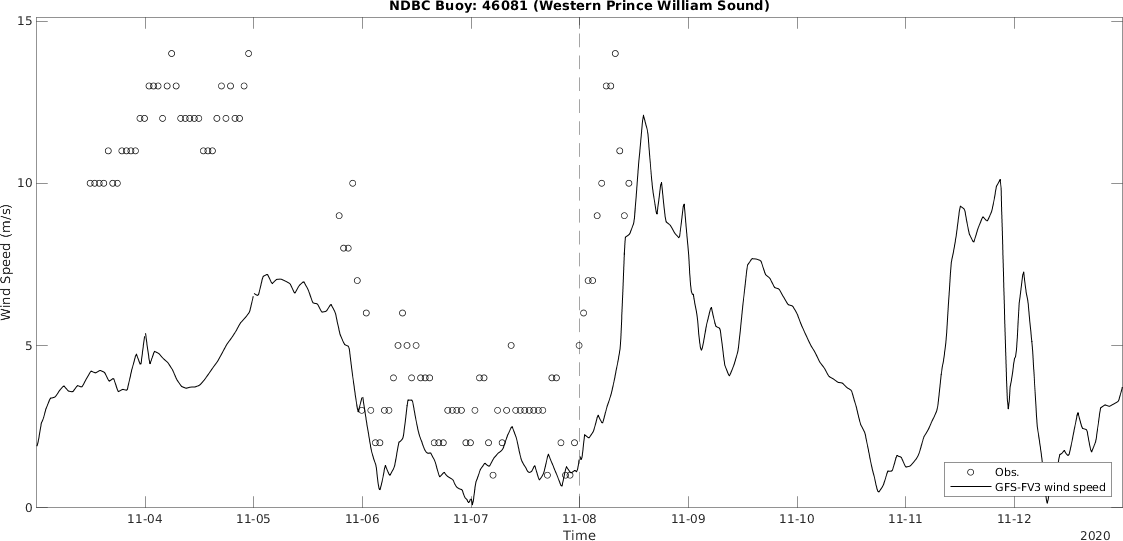 NDBC Buoy: 46081 (Western Prince William Sound)
15
10
5
0
Wind Speed (m/s)
11-04 11-05 11-06 11-07 11-08 11-09 11-10 11-11 11-12
Time
2020
Obs.
GFS-FV3 wind speed